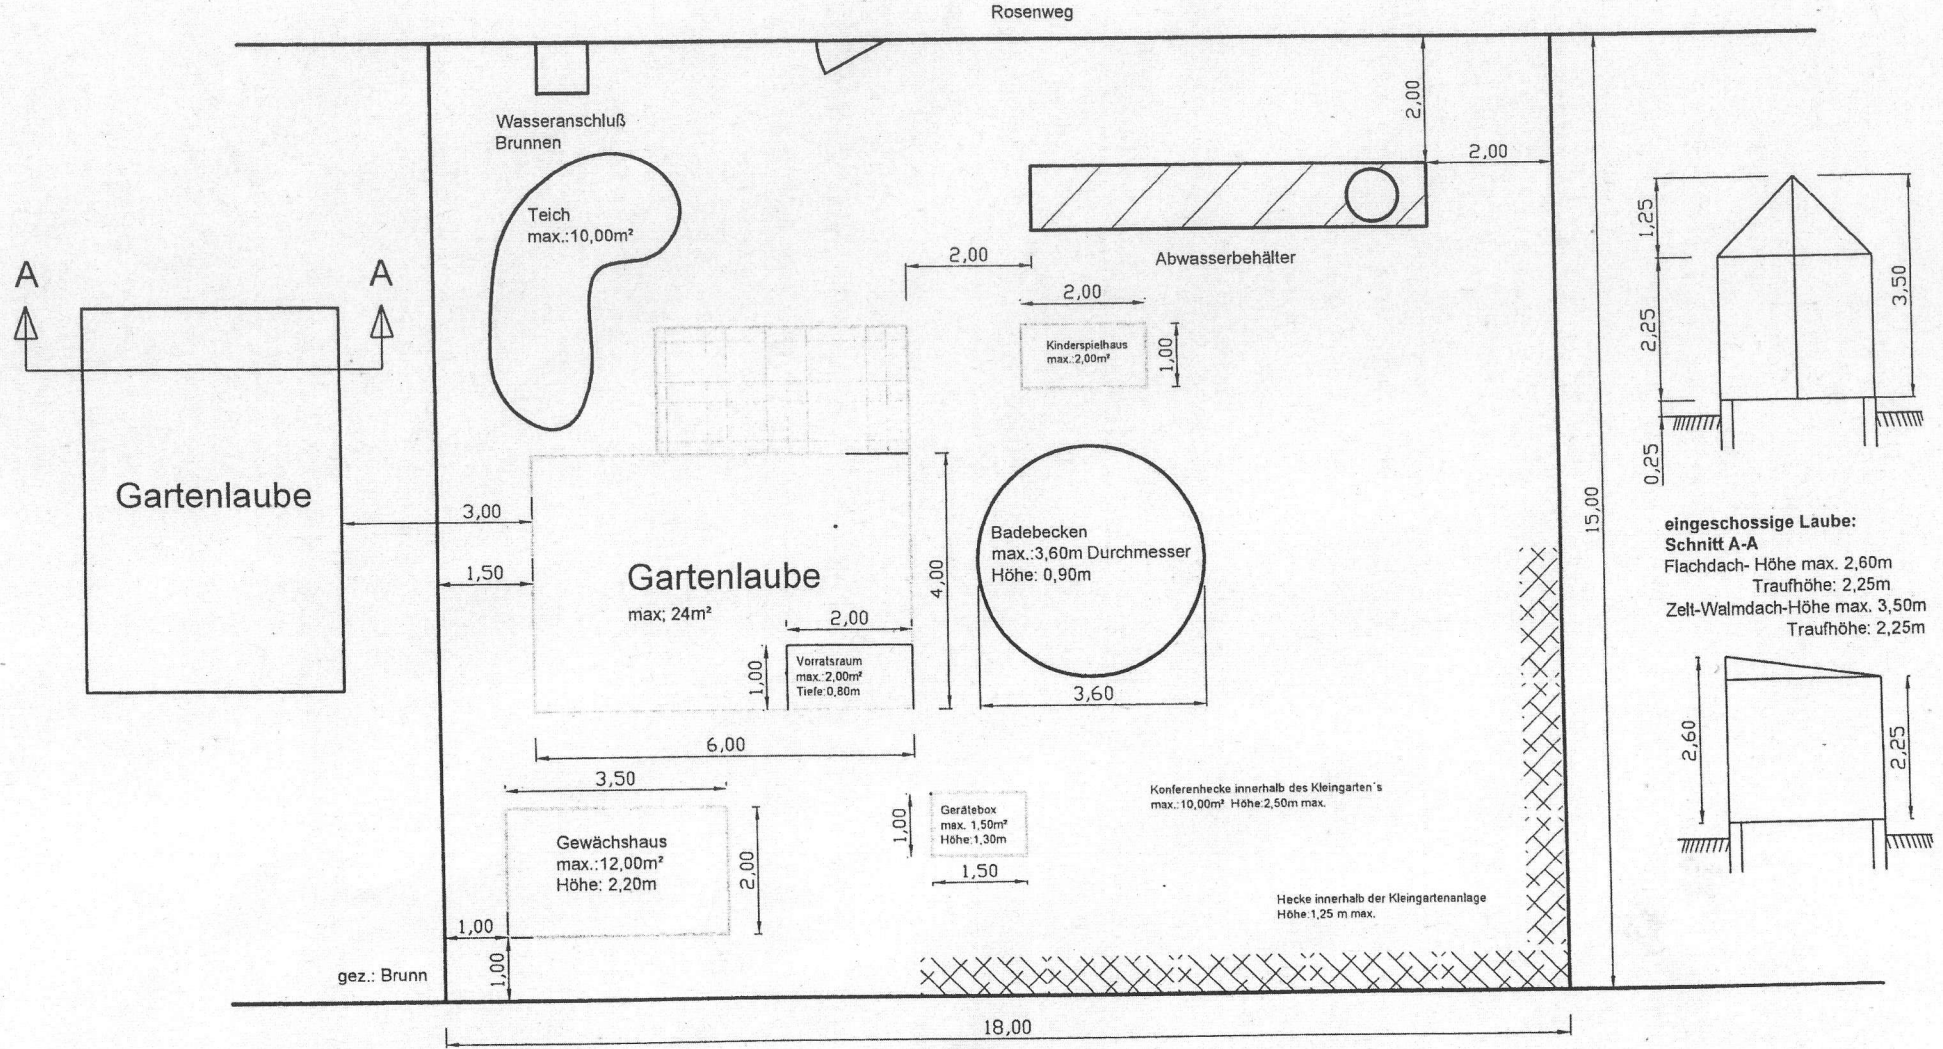 Rosenweg
Wasseranschluß
Brunnen
2,00
2,00
Teich
max.:10,00m²
A
A
2,00
Abwasserbehälter
2,00
Kinderspielhaus
max.:2,00m²
1,00
1,25
2,25
3,50
0,25
Gartenlaube
3,00
1,50
Gartenlaube
max; 24m²
4,00
2,00
Vorratsraum
max.:2,00m²
Tiefe:0,80m
1,00
6,00
Badebecken
max.:3,60m Durchmesser
Höhe: 0,90m
3,60
15,00
eingeschossige Laube:
Schnitt A-A
Flachdach- Höhe max. 2,60m
Traufhöhe: 2,25m
Zelt-Walmdach-Höhe max. 3,50m
Traufhöhe: 2,25m
2,60
2,25
3,50
Gewächshaus
max.:12,00m²
Höhe: 2,20m
2,00
1,00
1,00
Gerätebox
max. 1,50m²
Höhe:1,30m
1,00
1,50
Konferenhecke innerhalb des Kleingarten´s
max.:10,00m² Höhe:2,50m max.
Hecke innerhalb der Kleingartenanlage
Höhe:1,25 m max.
gez.: Brunn
18,00